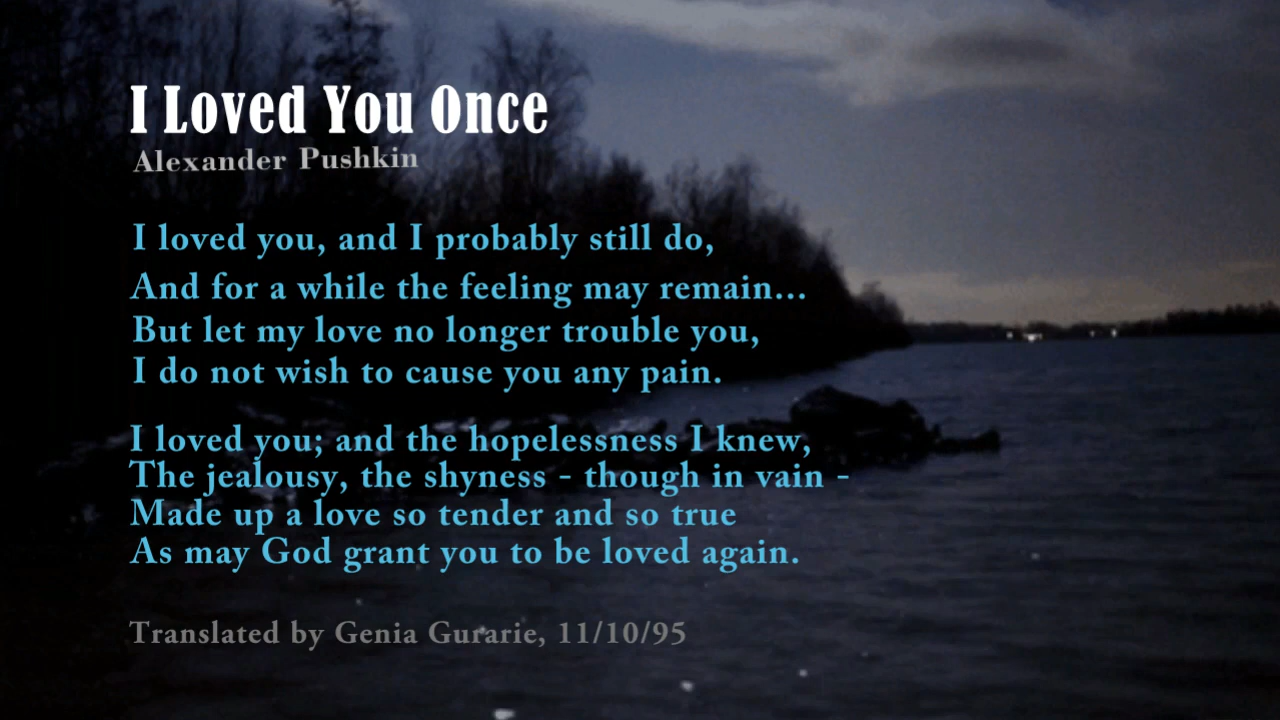 I Loved You Once
Alexander Pushkin
I loved you, and I probably still do,
And for a while the feeling may remain...
But let my love no longer trouble you,
I do not wish to cause you any pain.
I loved you; and the hopelessness I knew,
The jealousy, the shyness - though in vain -
Made up a love so tender and so true
As may God grant you to be loved again.
Translated by Genia Gurarie, 11/10/95